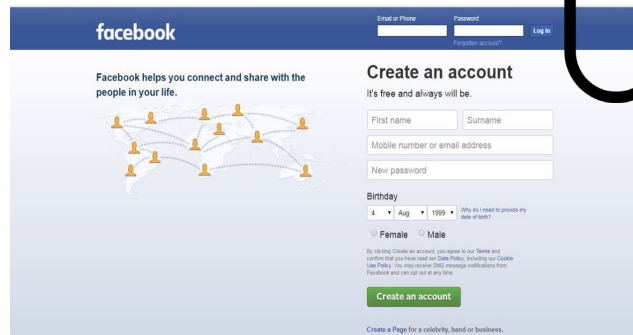 facebook
Email or Phone
Password
Log In
Forgotten account?
Facebook helps you connect and share with the
people in your life.
Create an account
It's free and always will be.
First name
Surname
Mobile number or email address
New password
Birthday
4 Aug 1999
Why do I need to provide my
date of birth?
Female Male
By clicking Create an account, you agree to our Terms and
confirm that you have read our Data Policy, including our Cookie
Use Policy. You may receive SMS message notifications from
Facebook and can opt out at any time.
Create an account
Create a Page for a celebrity, band or business.